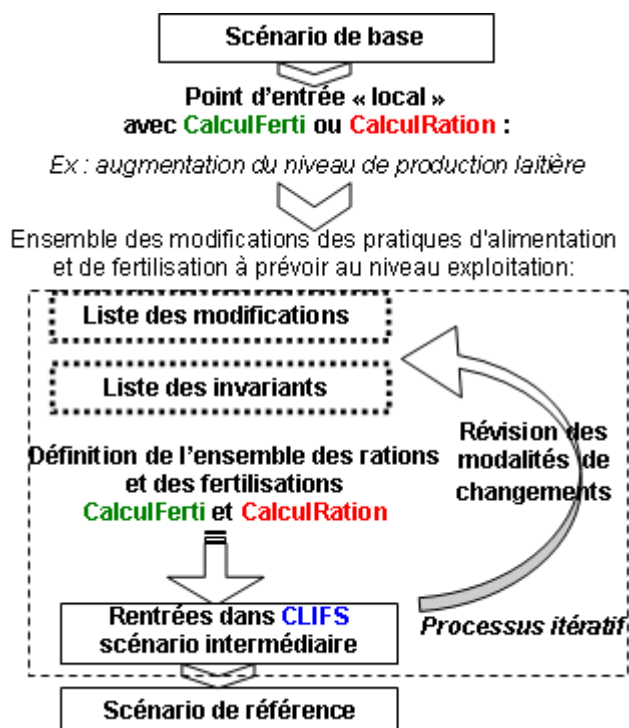 Scénario de base
Point d'entrée « local »
avec CalculFerti ou CalculRation :
Ex : augmentation du niveau de production laitière
Ensemble des modifications des pratiques d'alimentation
et de fertilisation à prévoir au niveau exploitation:
Liste des modifications
Liste des invariants
Définition de l'ensemble des rations
et des fertilisations
CalculFerti et CalculRation
Révision des
modalités de
changements
Rentrées dans CLIFS
scénario intermédiaire
Processus itératif
Scénario de référence